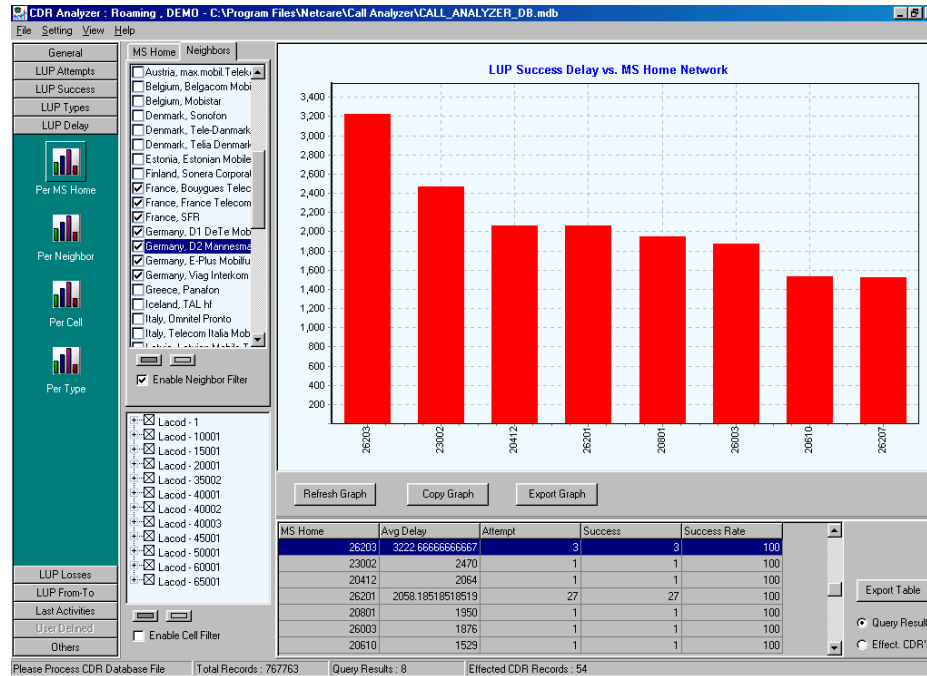 CDR Analyzer : Roaming , DEMO - C:\Program Files\Netcare\Call Analyzer\CALL_ANALYZER_DB.mdb
File Setting View Help
General
LUP Attempts
LUP Success
LUP Types
LUP Delay
Per MS Home
Per Neighbor
Per Cell
Per Type
LUP Losses
LUP From-To
Last Activities
User Defined
Others
MS Home Neighbors
Austria, max.mobil.Telek
Belgium, Belgacom Mobi
Belgium, Mobistar
Denmark, Sonofon
Denmark, Tele-Danmark
Denmark, Telia Denmark
Estonia, Estonian Mobile
Finland, Sonera Corporat
France, Bouygues Telec
France, France Telecom
France, SFR
Germany, D1 DeTe Mob
Germany, D2 Mannesma
Germany, E-Plus Mobilfu
Germany, Viag Interkom
Greece, Panafon
Iceland, TAL hf
Italy, Omnitel Pronto
Italy, Telecom Italia Mob
Enable Neighbor Filter
Lacod - 1
Lacod - 10001
Lacod - 15001
Lacod - 20001
Lacod - 35002
Lacod - 40001
Lacod - 40002
Lacod - 40003
Lacod - 45001
Lacod - 50001
Lacod - 60001
Lacod - 65001
Enable Cell Filter
LUP Success Delay vs. MS Home Network
3,400
3,200
3,000
2,800
2,600
2,400
2,200
2,000
1,800
1,600
1,400
1,200
1,000
800
600
400
200
26203 23002 20412 26201 20801 26003 20610 26207
Refresh Graph Copy Graph Export Graph
MS Home Avg Delay Attempt Success Success Rate
26203 3222.66666666667 3 3 100
23002 2470 1 1 100
20412 2064 1 1 100
26201 2058.18518518519 27 27 100
20801 1950 1 1 100
26003 1876 1 1 100
20610 1529 1 1 100
Export Table
Query Result
Effect. CDR's
Please Process CDR Database File Total Records : 767763 Query Results : 8 Effected CDR Records : 54